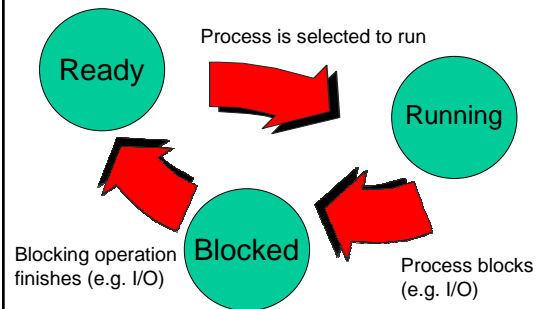 Process is selected to run
Ready
Running
Blocked
Blocking operation
finishes (e.g. I/O)
Process blocks
(e.g. I/O)